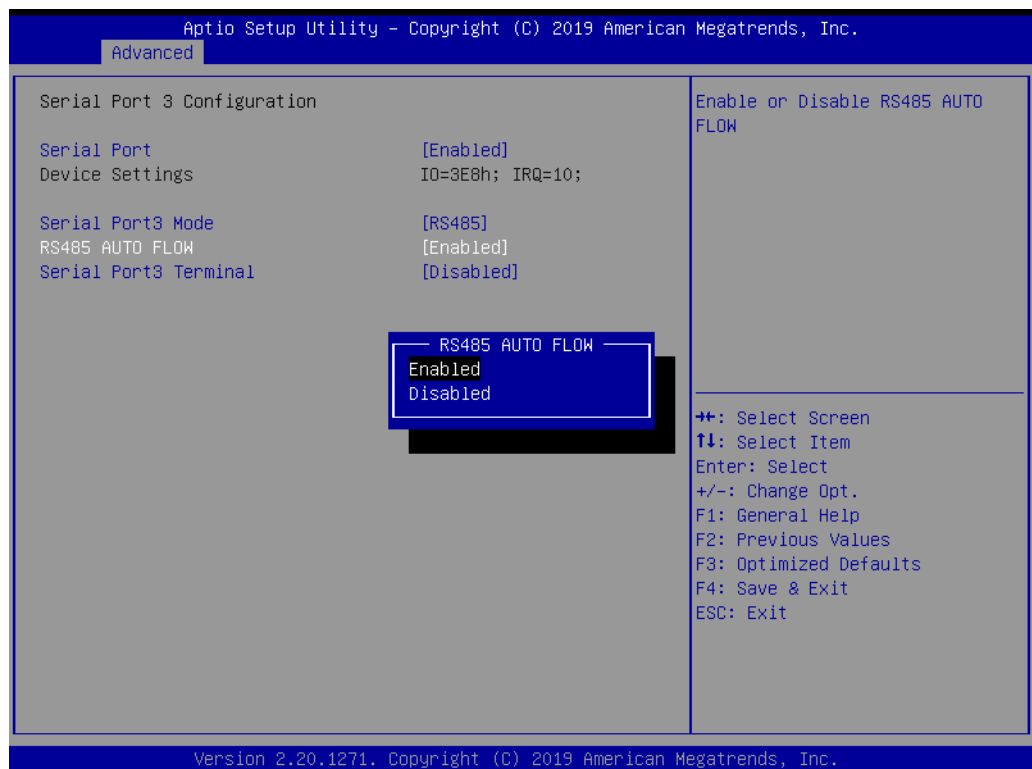 Aptio Setup Utility – Copyright (C) 2019 American Megatrends, Inc.
Advanced
Serial Port 3 Configuration
Serial Port [Enabled]
Device Settings IO=3E8h; IRQ=10;
Serial Port3 Mode [RS485]
RS485 AUTO FLOW [Enabled]
Serial Port3 Terminal [Disabled]
RS485 AUTO FLOW
Enabled
Disabled
Enable or Disable RS485 AUTO
FLOW
→←: Select Screen
↑↓: Select Item
Enter: Select
+/-: Change Opt.
F1: General Help
F2: Previous Values
F3: Optimized Defaults
F4: Save & Exit
ESC: Exit
Version 2.20.1271. Copyright (C) 2019 American Megatrends, Inc.